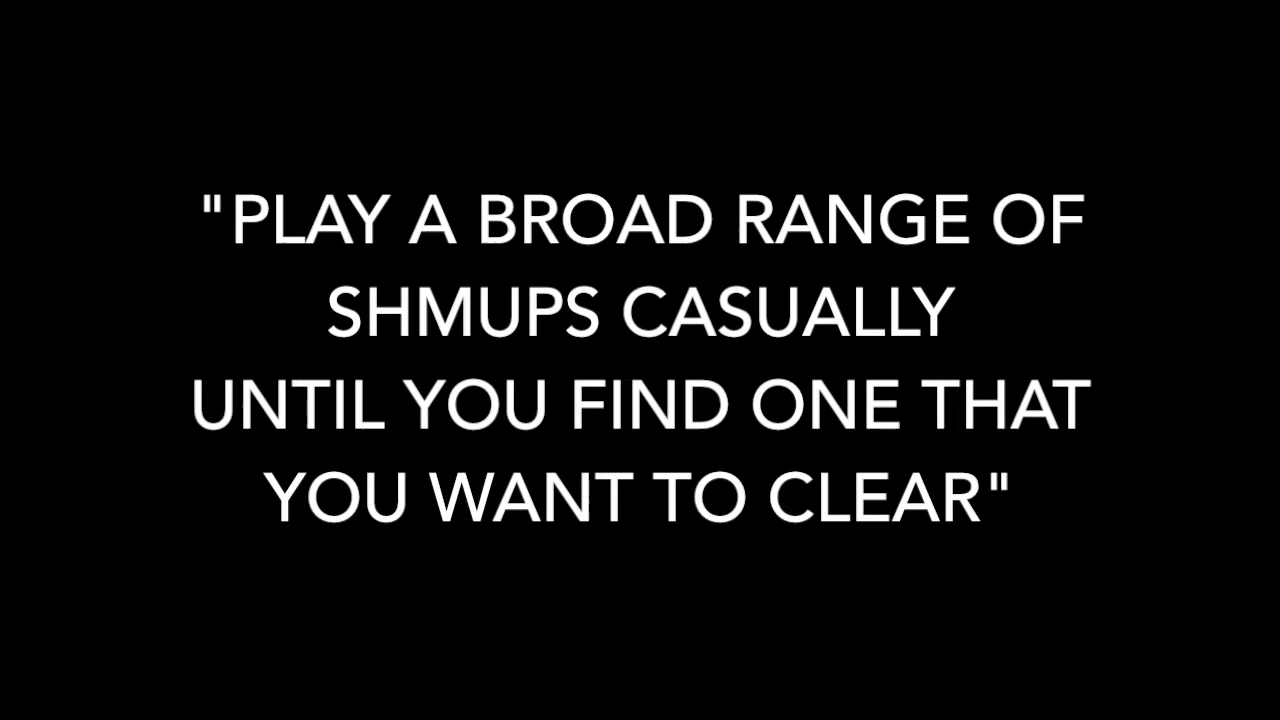 "PLAY A BROAD RANGE OF
SHMUPS CASUALLY
UNTIL YOU FIND ONE THAT
YOU WANT TO CLEAR"